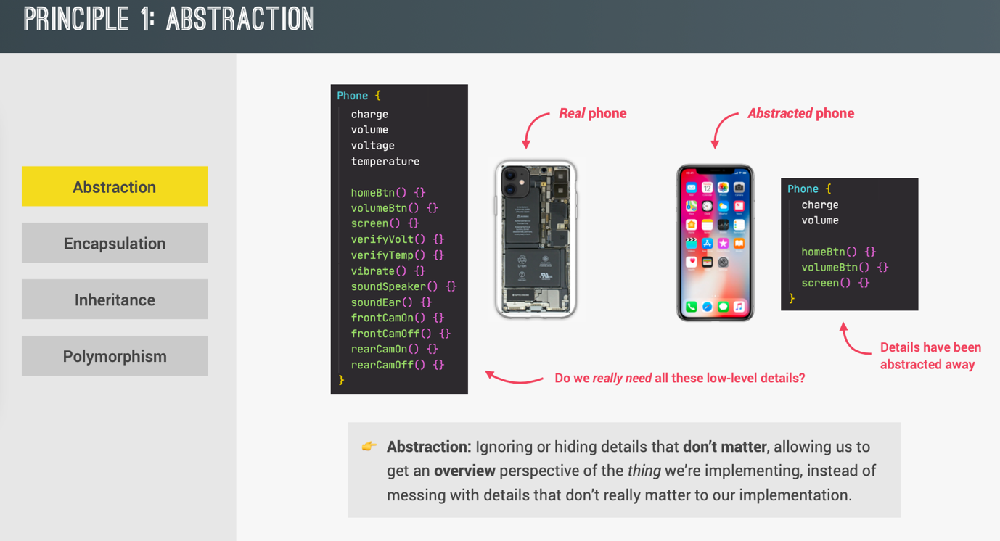 PRINCIPLE 1: ABSTRACTION
Abstraction
Encapsulation
Inheritance
Polymorphism
Phone {
charge
volume
voltage
temperature
homeBtn() {}
volumeBtn() {}
screen() {}
verifyVolt() {}
verifyTemp() {}
vibrate() {}
soundSpeaker() {}
soundEar() {}
frontCamOn() {}
frontCamOff() {}
rearCamOn() {}
rearCamOff() {}
}
Real phone
Abstracted phone
Phone {
charge
volume
homeBtn() {}
volumeBtn() {}
screen() {}
}
Details have been
abstracted away
Do we really need all these low-level details?
👉 Abstraction: Ignoring or hiding details that don’t matter, allowing us to
get an overview perspective of the thing we’re implementing, instead of
messing with details that don’t really matter to our implementation.